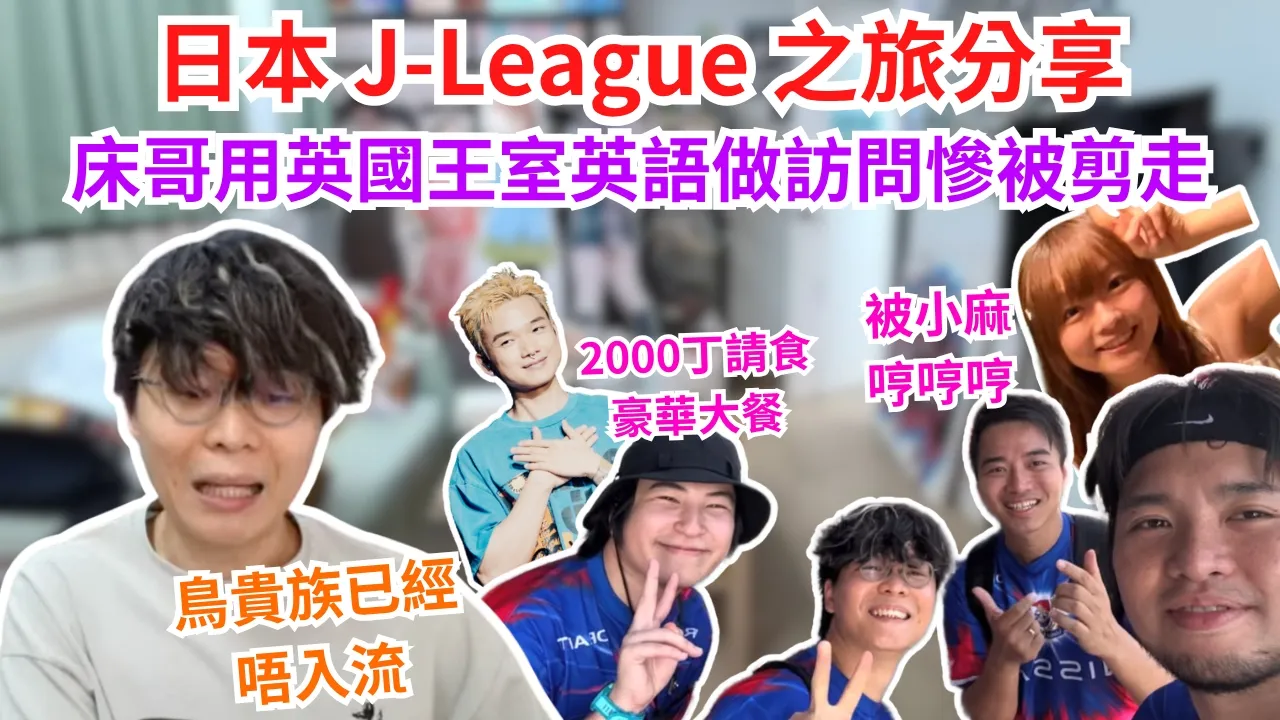 日本 J-League 之旅分享
床哥用英國王室英語做訪問慘被剪走
2000丁請食
豪華大餐
被小麻
哼哼哼
鳥貴族已經
唔入流